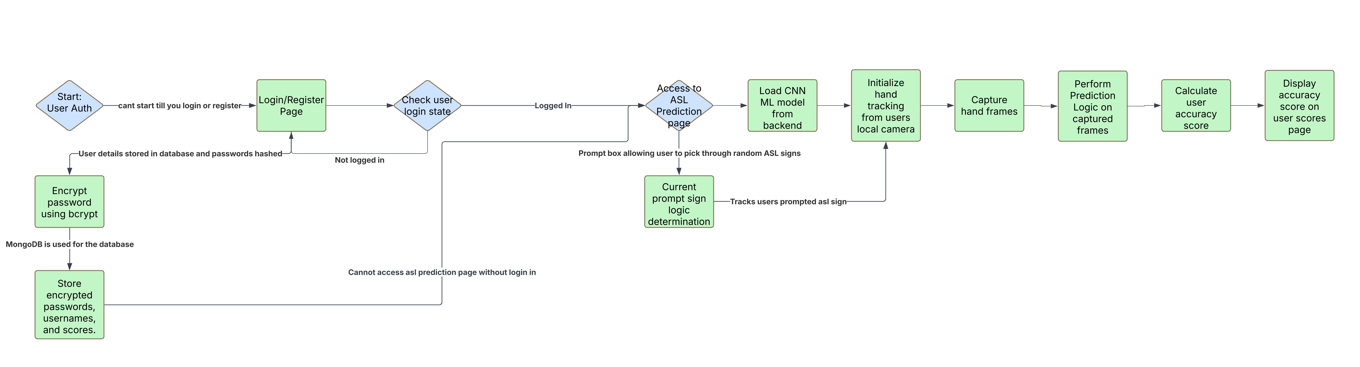 Start:
User Auth
cant start till you login or register
Login/Register
Page
Check user
login state
Logged In
Access to
ASL
Prediction
page
Load CNN
ML model
from
backend
Initialize
hand
tracking
from users
local camera
Capture
hand frames
Perform
Prediction
Logic on
captured
frames
Calculate
user
accuracy
score
Display
accuracy
score on
user scores
page
User details stored in database and passwords hashed
Not logged in
Prompt box allowing user to pick through random ASL signs
Encrypt
password
using bcrypt
Current
prompt sign
logic
determination
Tracks users prompted asl sign
MongoDB is used for the database
Cannot access asl prediction page without login in
Store
encrypted
passwords,
usernames,
and scores.